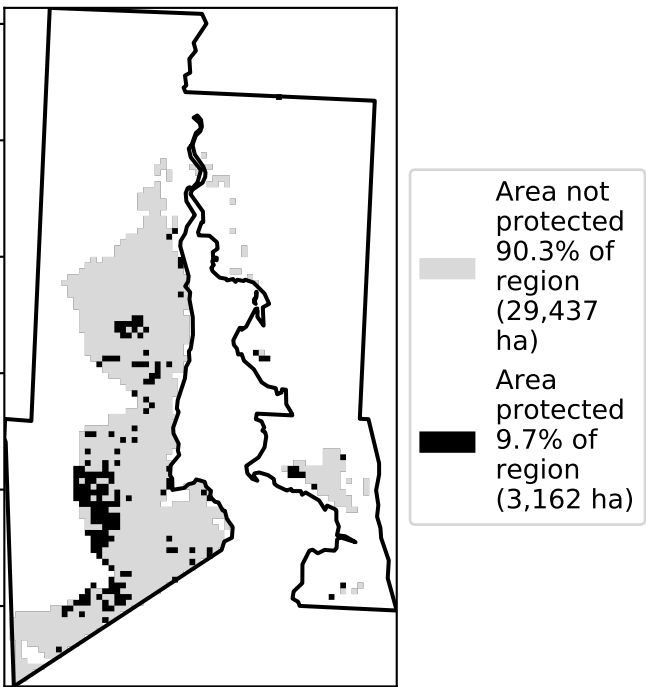 Area not
protected
90.3% of
region
(29,437
ha)
Area
protected
9.7% of
region
(3,162 ha)